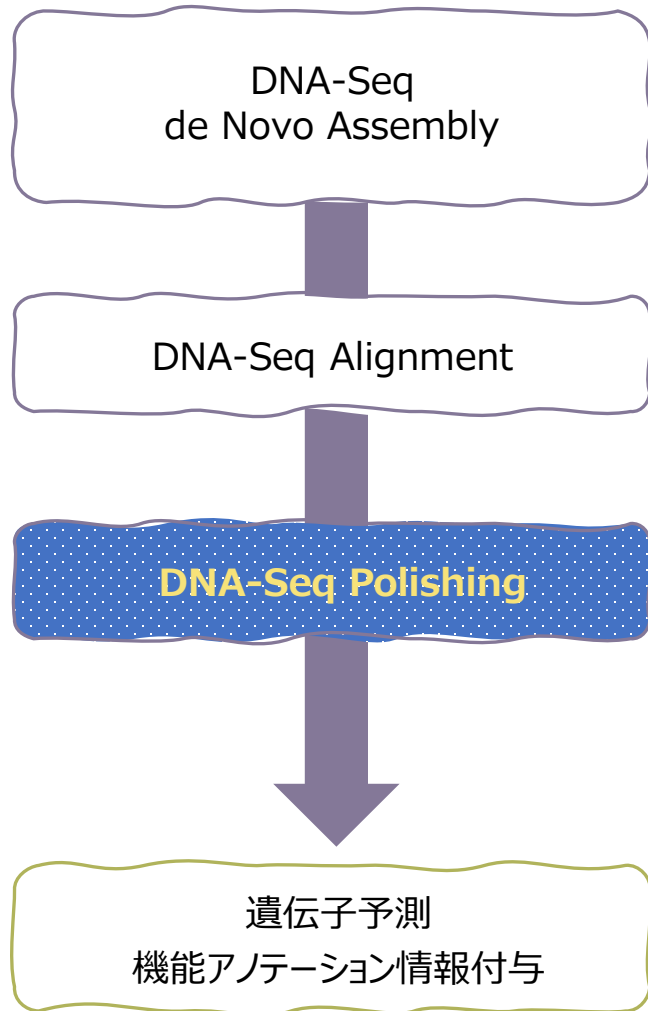 DNA-Seq
de Novo Assembly
DNA-Seq Alignment
DNA-Seq Polishing
遺伝子予測
機能アノテーション情報付与